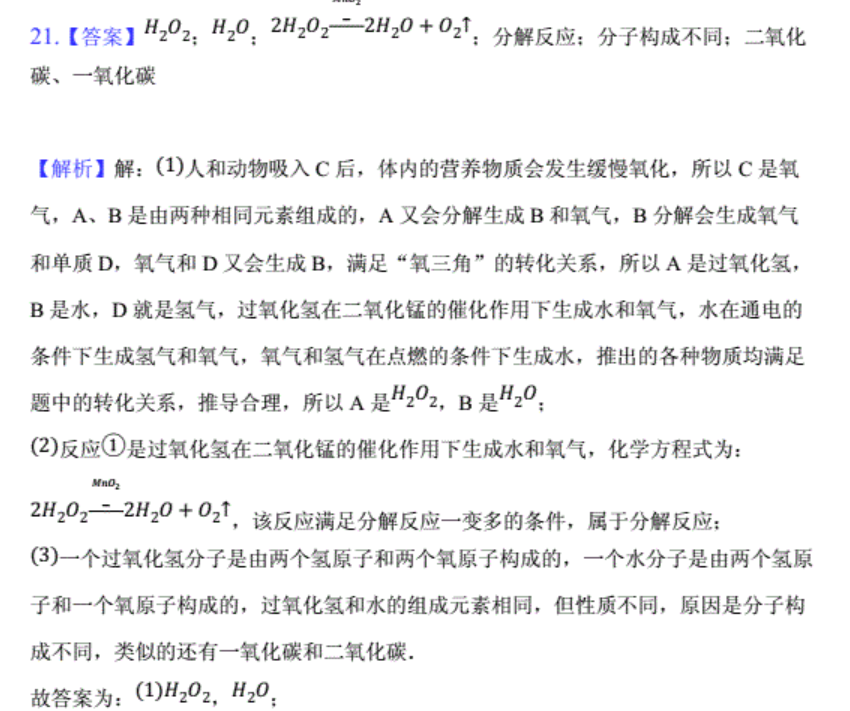 21.【答案】H₂O₂；H₂O；2H₂O₂ MnO₂ = 2H₂O + O₂↑；分解反应；分子构成不同；二氧化
碳、一氧化碳
【解析】解：(1)人和动物吸入 C 后，体内的营养物质会发生缓慢氧化，所以 C 是氧
气，A、B 是由两种相同元素组成的，A 又会分解生成 B 和氧气，B 分解会生成氧气
和单质 D，氧气和 D 又会生成 B，满足“氧三角”的转化关系，所以 A 是过氧化氢，
B 是水，D 就是氢气，过氧化氢在二氧化锰的催化作用下生成水和氧气，水在通电的
条件下生成氢气和氧气，氧气和氢气在点燃的条件下生成水，推出的各种物质均满足
题中的转化关系，推导合理，所以 A 是H₂O₂，B 是H₂O；
(2)反应①是过氧化氢在二氧化锰的催化作用下生成水和氧气，化学方程式为：
2H₂O₂ MnO₂ = 2H₂O + O₂↑，该反应满足分解反应一变多的条件，属于分解反应；
(3)一个过氧化氢分子是由两个氢原子和两个氧原子构成的，一个水分子是由两个氢原
子和一个氧原子构成的，过氧化氢和水的组成元素相同，但性质不同，原因是分子构
成不同，类似的还有一氧化碳和二氧化碳．
故答案为：(1)H₂O₂，H₂O；